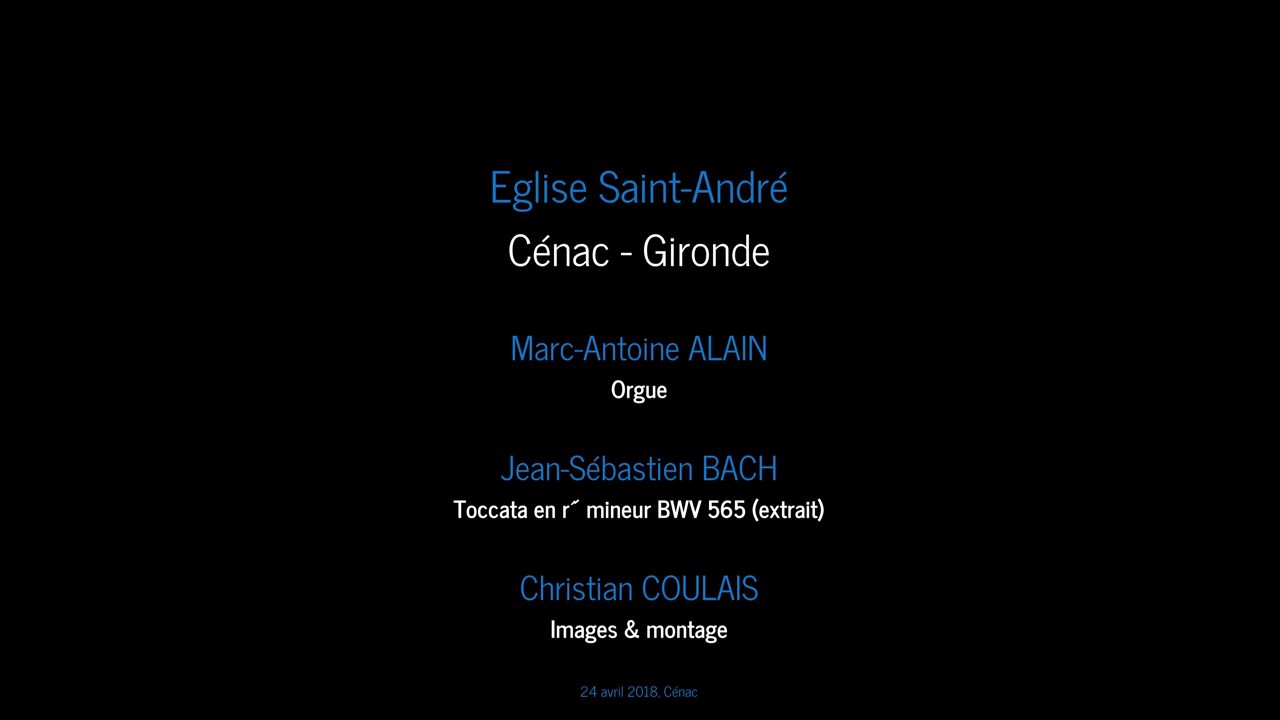 Eglise Saint-André
Cénac - Gironde
Marc-Antoine ALAIN
Orgue
Jean-Sébastien BACH
Toccata en r˝ mineur BWV 565 (extrait)
Christian COULAIS
Images & montage
24 avril 2018, Cénac